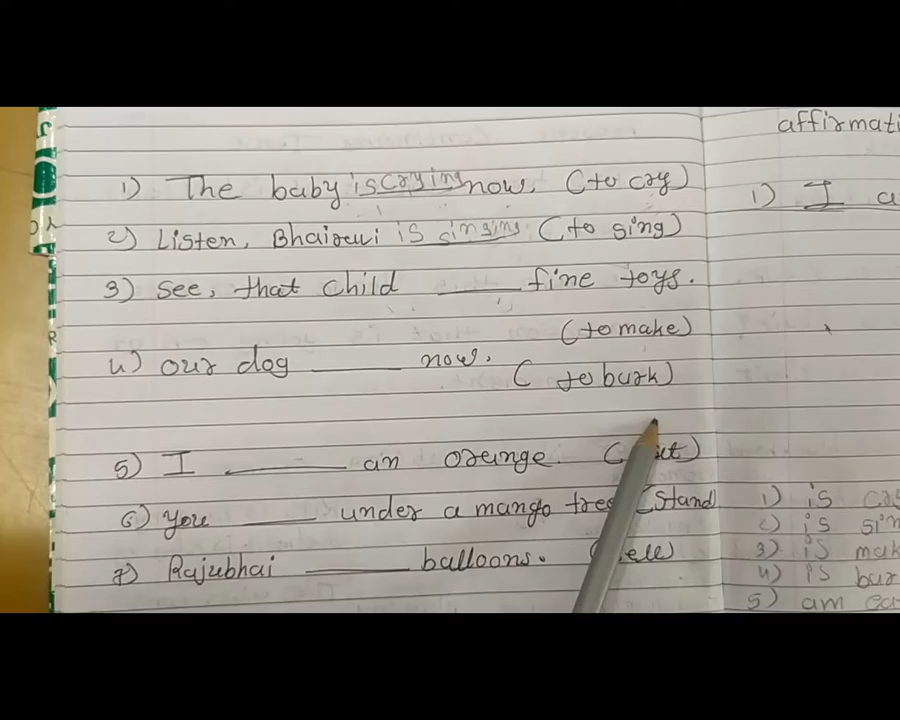 affirmati
1) The baby is crying now. (to cry)
1) I a
2) Listen, Bhairavi is singing (to sing)
3) See, that child ____ fine toys.
(to make)
4) our dog ____ now.
( to burk)
5) I ____ an orange.
6) you ____ under a mango tree (Stand
7) Rajubhai ____ balloons.
1) is
2) is sin
3) is mak
4) is bur
5) am ea